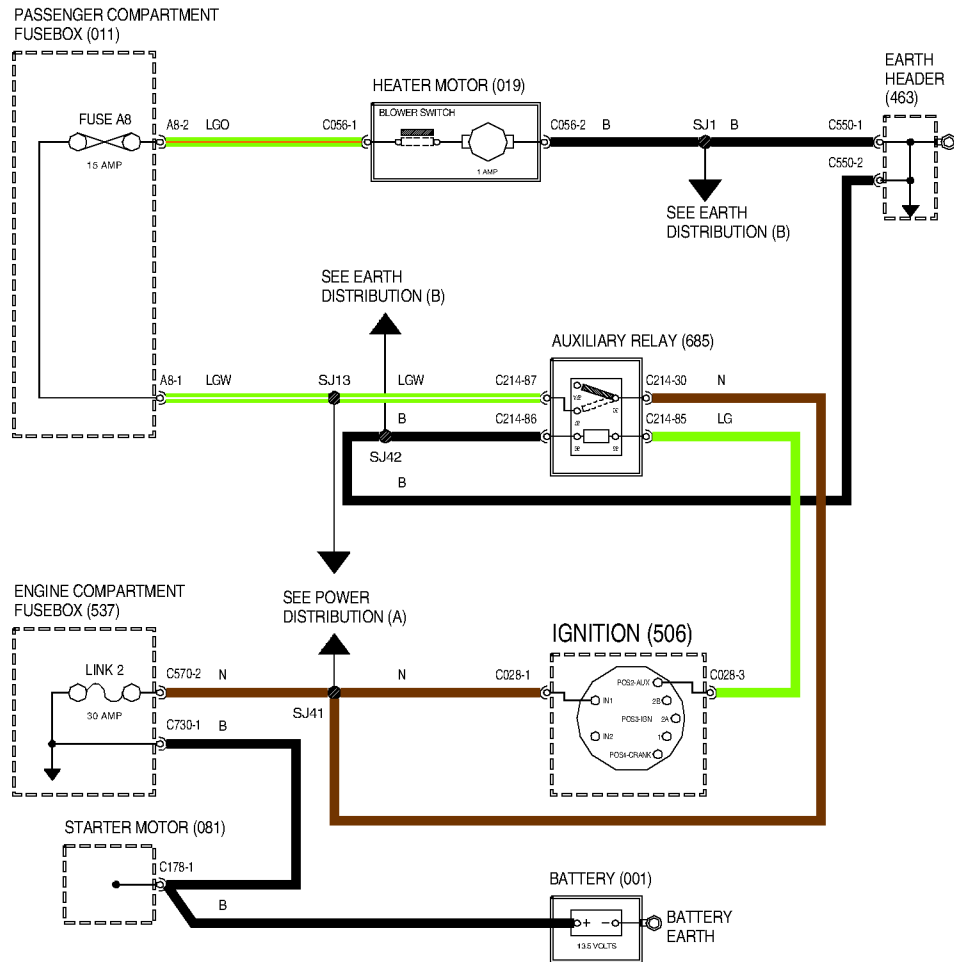 PASSENGER COMPARTMENT
FUSEBOX (011)
FUSE A8
15 AMP
A8-2
LGO
C056-1
HEATER MOTOR (019)
BLOWER SWITCH
1 AMP
C056-2
B
SJ1
B
C550-1
EARTH
HEADER
(463)
C550-2
SEE EARTH
DISTRIBUTION (B)
SEE EARTH
DISTRIBUTION (B)
AUXILIARY RELAY (685)
A8-1
LGW
SJ13
LGW
C214-87
C214-30
N
B
C214-86
C214-85
LG
SJ42
B
SEE POWER
DISTRIBUTION (A)
ENGINE COMPARTMENT
FUSEBOX (537)
LINK 2
30 AMP
C570-2
N
N
C028-1
SJ41
C730-1
B
IGNITION (506)
POS2-AUX
IN1
2B
POS3-IGN
2A
IN2
1
POS4-CRANK
C028-3
STARTER MOTOR (081)
C178-1
B
BATTERY (001)
+ -
13.5 VOLTS
BATTERY
EARTH